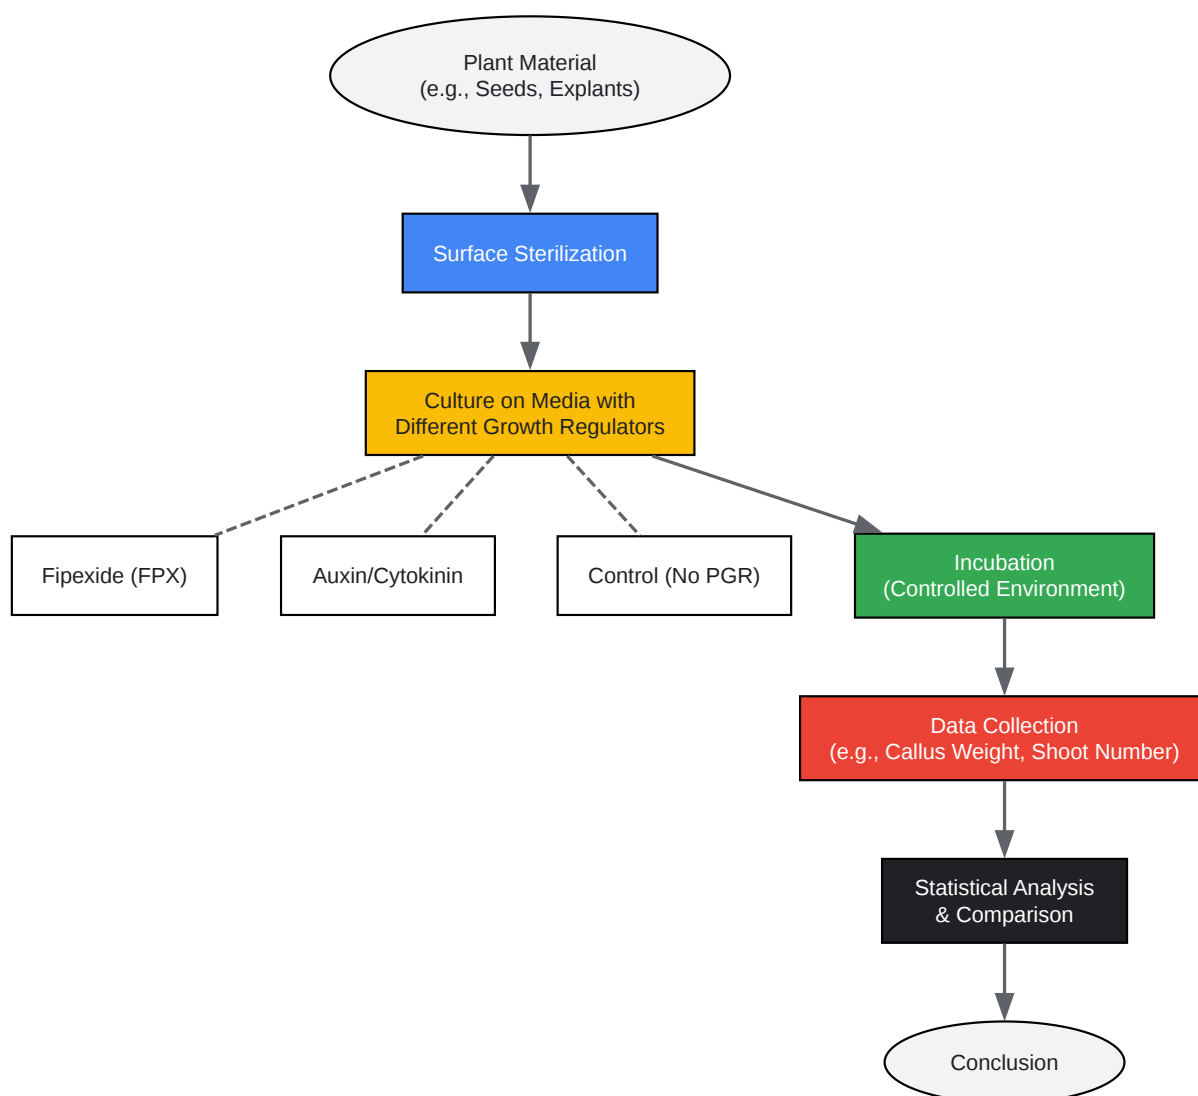 Plant Material
(e.g., Seeds, Explants)
Surface Sterilization
Culture on Media with
Different Growth Regulators
Fipexide (FPX)
Auxin/Cytokinin
Control (No PGR)
Incubation
(Controlled Environment)
Data Collection
(e.g., Callus Weight, Shoot Number)
Statistical Analysis
& Comparison
Conclusion